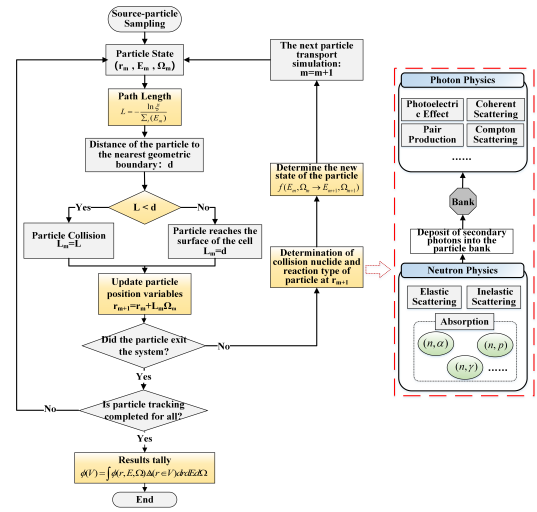 Source-particle
Sampling
Particle State
(rm , Em , Ωm)
Path Length
L = − ln ξ / Σt(Em)
Distance of the particle to
the nearest geometric
boundary: d
Yes
L < d
No
Particle Collision
Lm=L
Particle reaches the
surface of the cell
Lm=d
Update particle
position variables
rm+1=rm+LmΩm
Did the particle exit
the system?
No
Yes
Is particle tracking
completed for all?
No
Yes
Results tally
ϕ(V) = ∫ϕ(r, E, Ω)Δ(r ∈ V)drdEdΩ
End
The next particle
transport
simulation:
m=m+1
Determine the new
state of the particle
f(Em, Ωm → Em+1, Ωm+1)
Determination of
collision nuclide and
reaction type of
particle at rm+1
Photon Physics
Photoelectri
c Effect
Coherent
Scattering
Pair
Production
Compton
Scattering
......
Bank
Deposit of secondary
photons into the
particle bank
Neutron Physics
Elastic
Scattering
Inelastic
Scattering
Absorption
(n, α)
(n, p)
(n, γ)
......